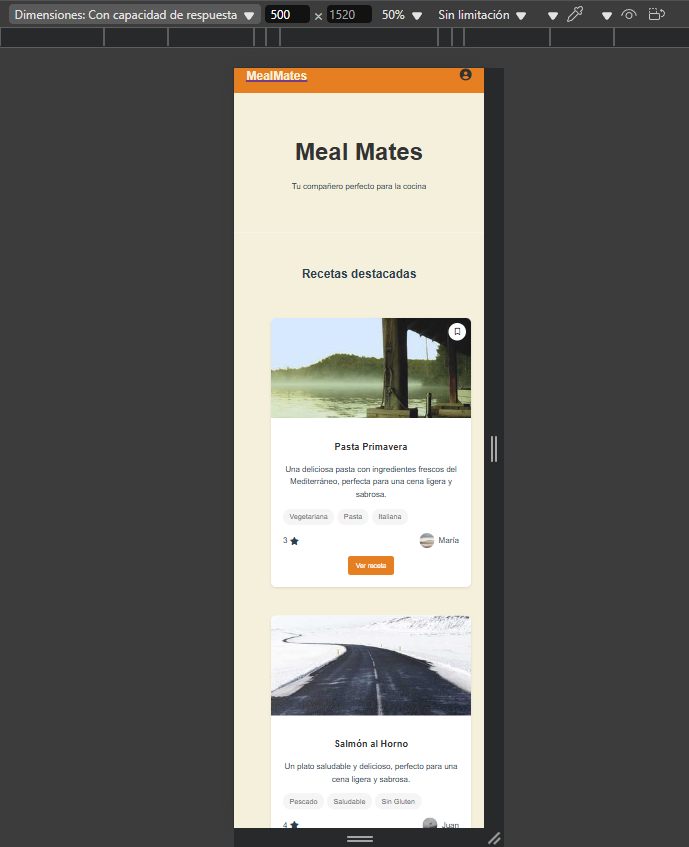 Dimensiones: Con capacidad de respuesta 500 × 1520 50% Sin limitación
MealMates
Meal Mates
Tu compañero perfecto para la cocina
Recetas destacadas
Pasta Primavera
Una deliciosa pasta con ingredientes frescos del
Mediterráneo, perfecta para una cena ligera y
sabrosa.
Vegetariana Pasta Italiana
3 María
Ver receta
Salmón al Horno
Un plato saludable y delicioso, perfecto para una
cena ligera y sabrosa.
Pescado Saludable Sin Gluten
4 Juan